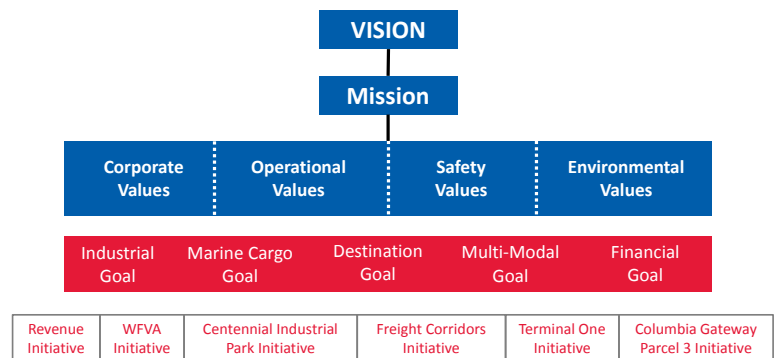 VISION
Mission
Corporate Values
Operational Values
Safety Values
Environmental Values
Industrial Goal
Marine Cargo Goal
Destination Goal
Multi-Modal Goal
Financial Goal
Revenue Initiative
WFVA Initiative
Centennial Industrial Park Initiative
Freight Corridors Initiative
Terminal One Initiative
Columbia Gateway Parcel 3 Initiative